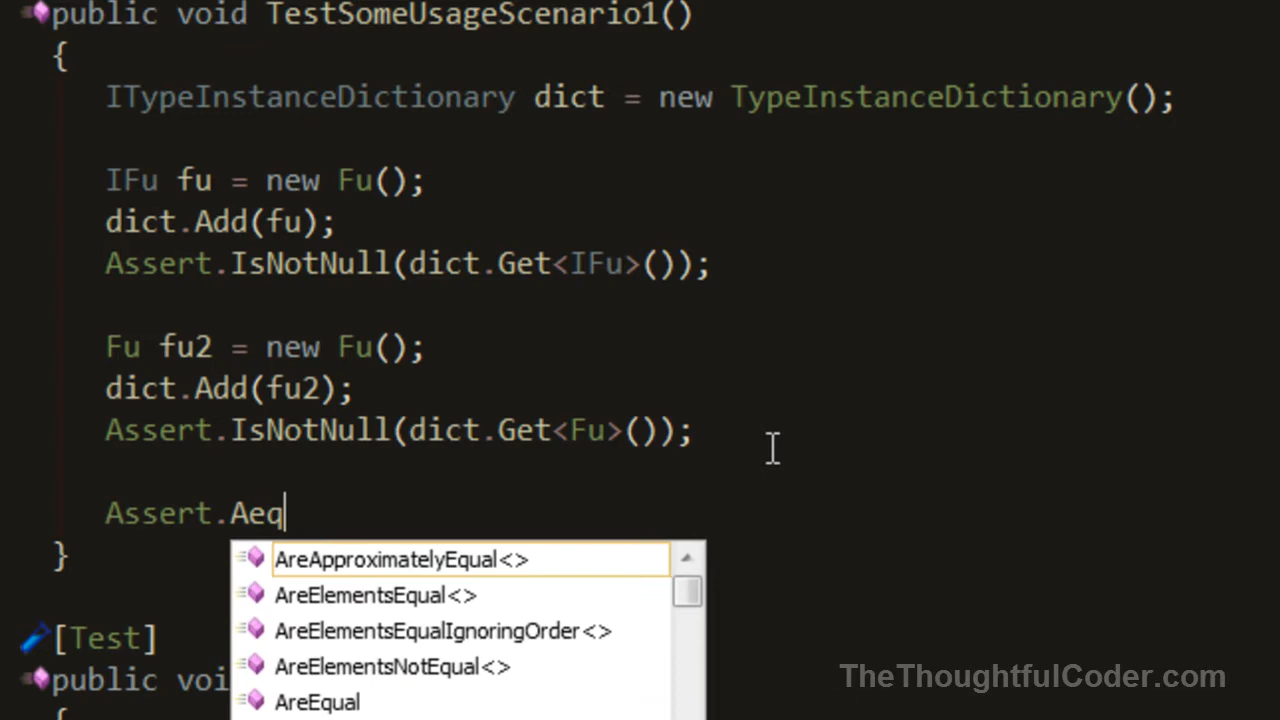 public void TestSomeUsageScenario1()
{
ITypeInstanceDictionary dict = new TypeInstanceDictionary();
IFu fu = new Fu();
dict.Add(fu);
Assert.IsNotNull(dict.Get<IFu>());
Fu fu2 = new Fu();
dict.Add(fu2);
Assert.IsNotNull(dict.Get<Fu>());
Assert.Aeq
}
AreApproximatelyEqual<>
AreElementsEqual<>
AreElementsEqualIgnoringOrder<>
AreElementsNotEqual<>
AreEqual
[Test]
public voi
{
TheThoughtfulCoder.com